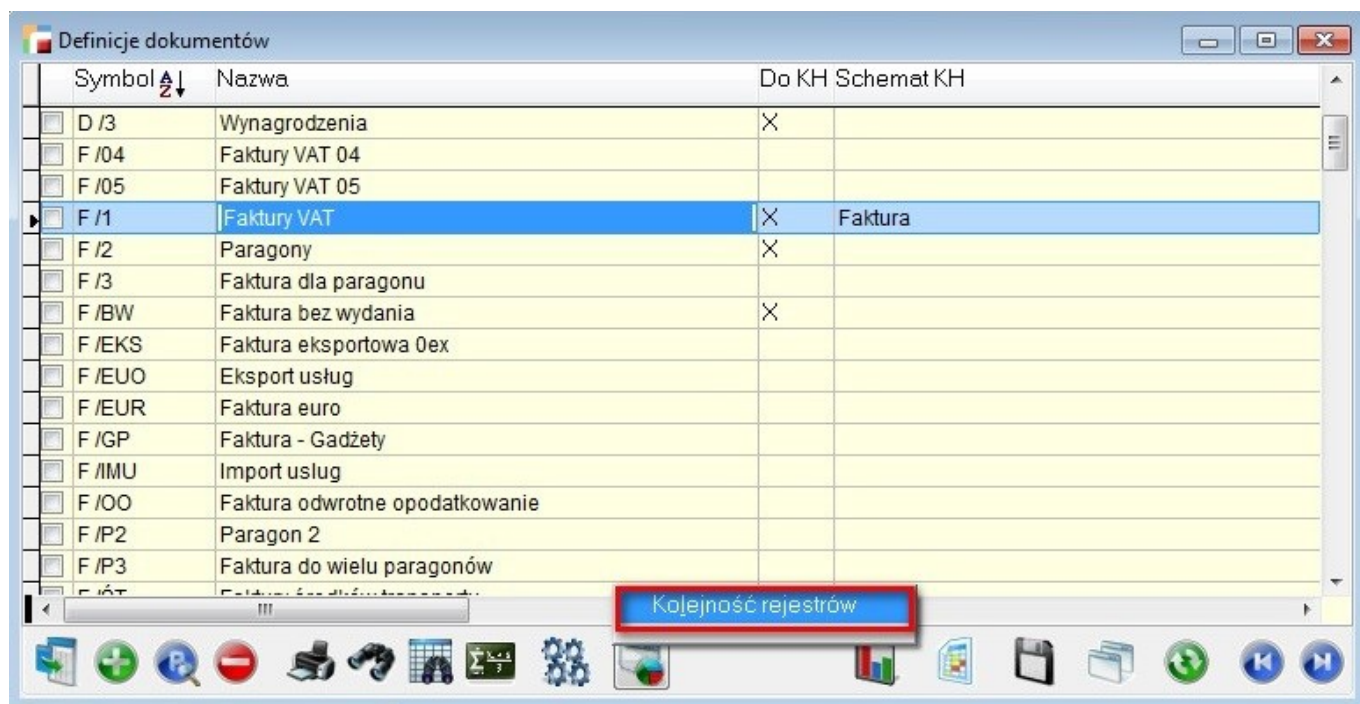 Definicje dokumentów
Symbol Nazwa Do KH Schemat KH
D /3 Wynagrodzenia X
F /04 Faktury VAT 04
F /05 Faktury VAT 05
F /1 Faktury VAT X Faktura
F /2 Paragony X
F /3 Faktura dla paragonu
F /BW Faktura bez wydania X
F /EKS Faktura eksportowa 0ex
F /EUO Eksport usług
F /EUR Faktura euro
F /GP Faktura - Gadżety
F /IMU Import uslug
F /OO Faktura odwrotne opodatkowanie
F /P2 Paragon 2
F /P3 Faktura do wielu paragonów
Kolejność rejestrów